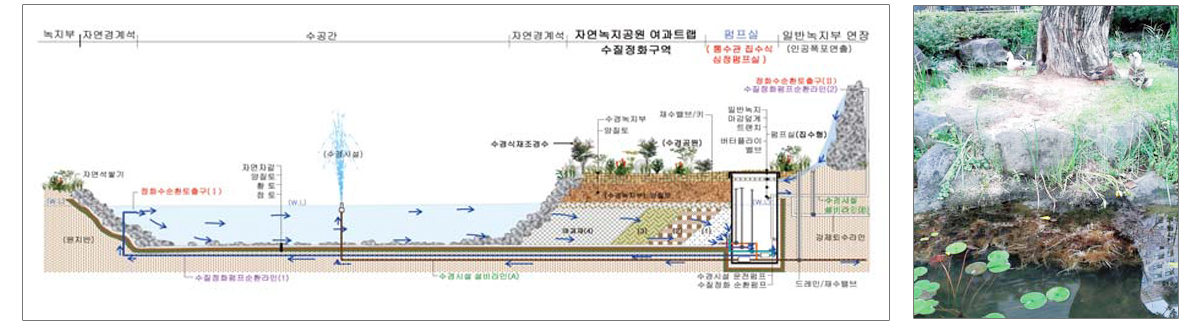 녹지부
자연경계석
수공간
자연경계석
자연녹지공원 여과트랩
수질정화구역
펌프실
( 통수관 집수식
심정펌프실 )
일반녹지부 연장
(인공폭포연출)
정화수순환토출구(Ⅱ)
수질정화펌프순환라인(2)
수경녹지부
양질토
재수밸브/키
일반녹지
마감덮게
트랜치
펌프실(집수형)
버터플라이
밸브
(수경시설)
수경식재조경수
(수경공원)
자연석쌓기
자연자갈
양질토
황 토
점 토
정화수순환토출구(Ⅰ)
(W.L)
(W.L)
(W.L)
(수경녹지부) 양질토
(원지반)
여과재(4)
(3)
(2)
(1)
수경시설
설비라인(B)
강제토수라인
수질정화펌프순환라인(1)
수경시설 설비라인(A)
수경시설 운전펌프
수질정화 순환펌프
드레인/재수밸브